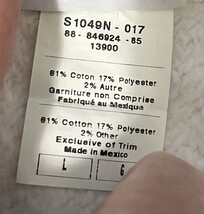 S1049N - 017
88 - 846924 - 85
13900
81% Coton 17% Polyester
2% Autre
Garniture non Comprise
Fabriqué au Mexique
81% Cotton 17% Polyester
2% Other
Exclusive of Trim
Made in Mexico
L G